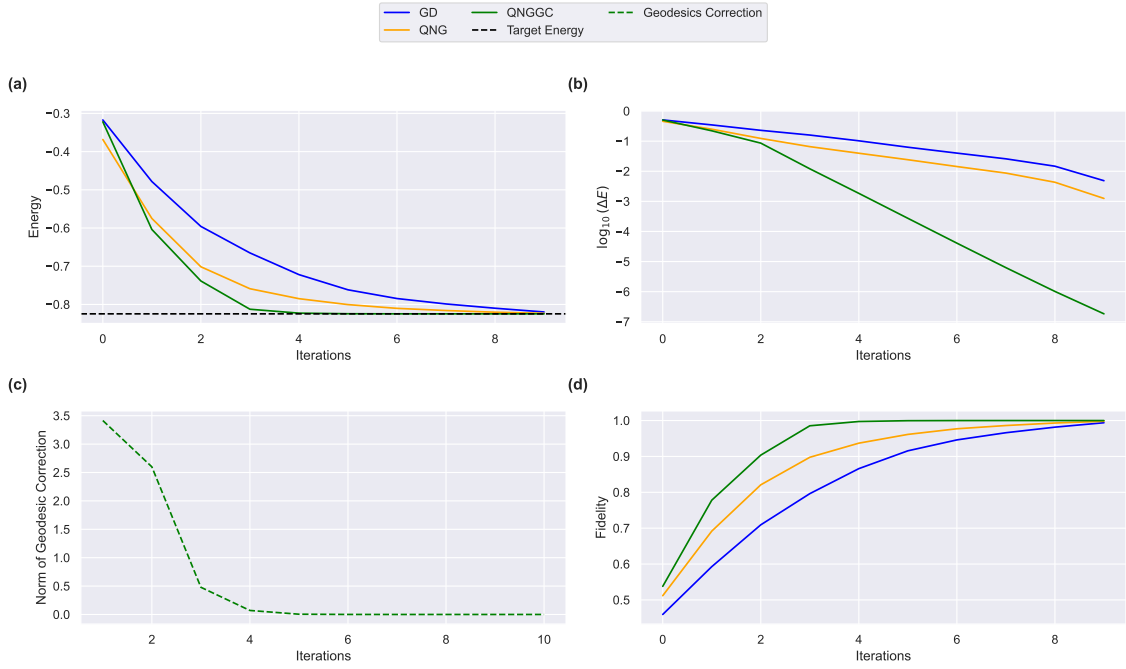 GD QNGGC Geodesics Correction
QNG Target Energy
(a)
−0.3
−0.4
−0.5
−0.6
−0.7
−0.8
Energy
0 2 4 6 8
Iterations
(b)
0
−1
−2
−3
−4
−5
−6
−7
log₁₀ (ΔE)
0 2 4 6 8
Iterations
(c)
3.5
3.0
2.5
2.0
1.5
1.0
0.5
0.0
Norm of Geodesic Correction
2 4 6 8 10
Iterations
(d)
1.0
0.9
0.8
0.7
0.6
0.5
Fidelity
0 2 4 6 8
Iterations